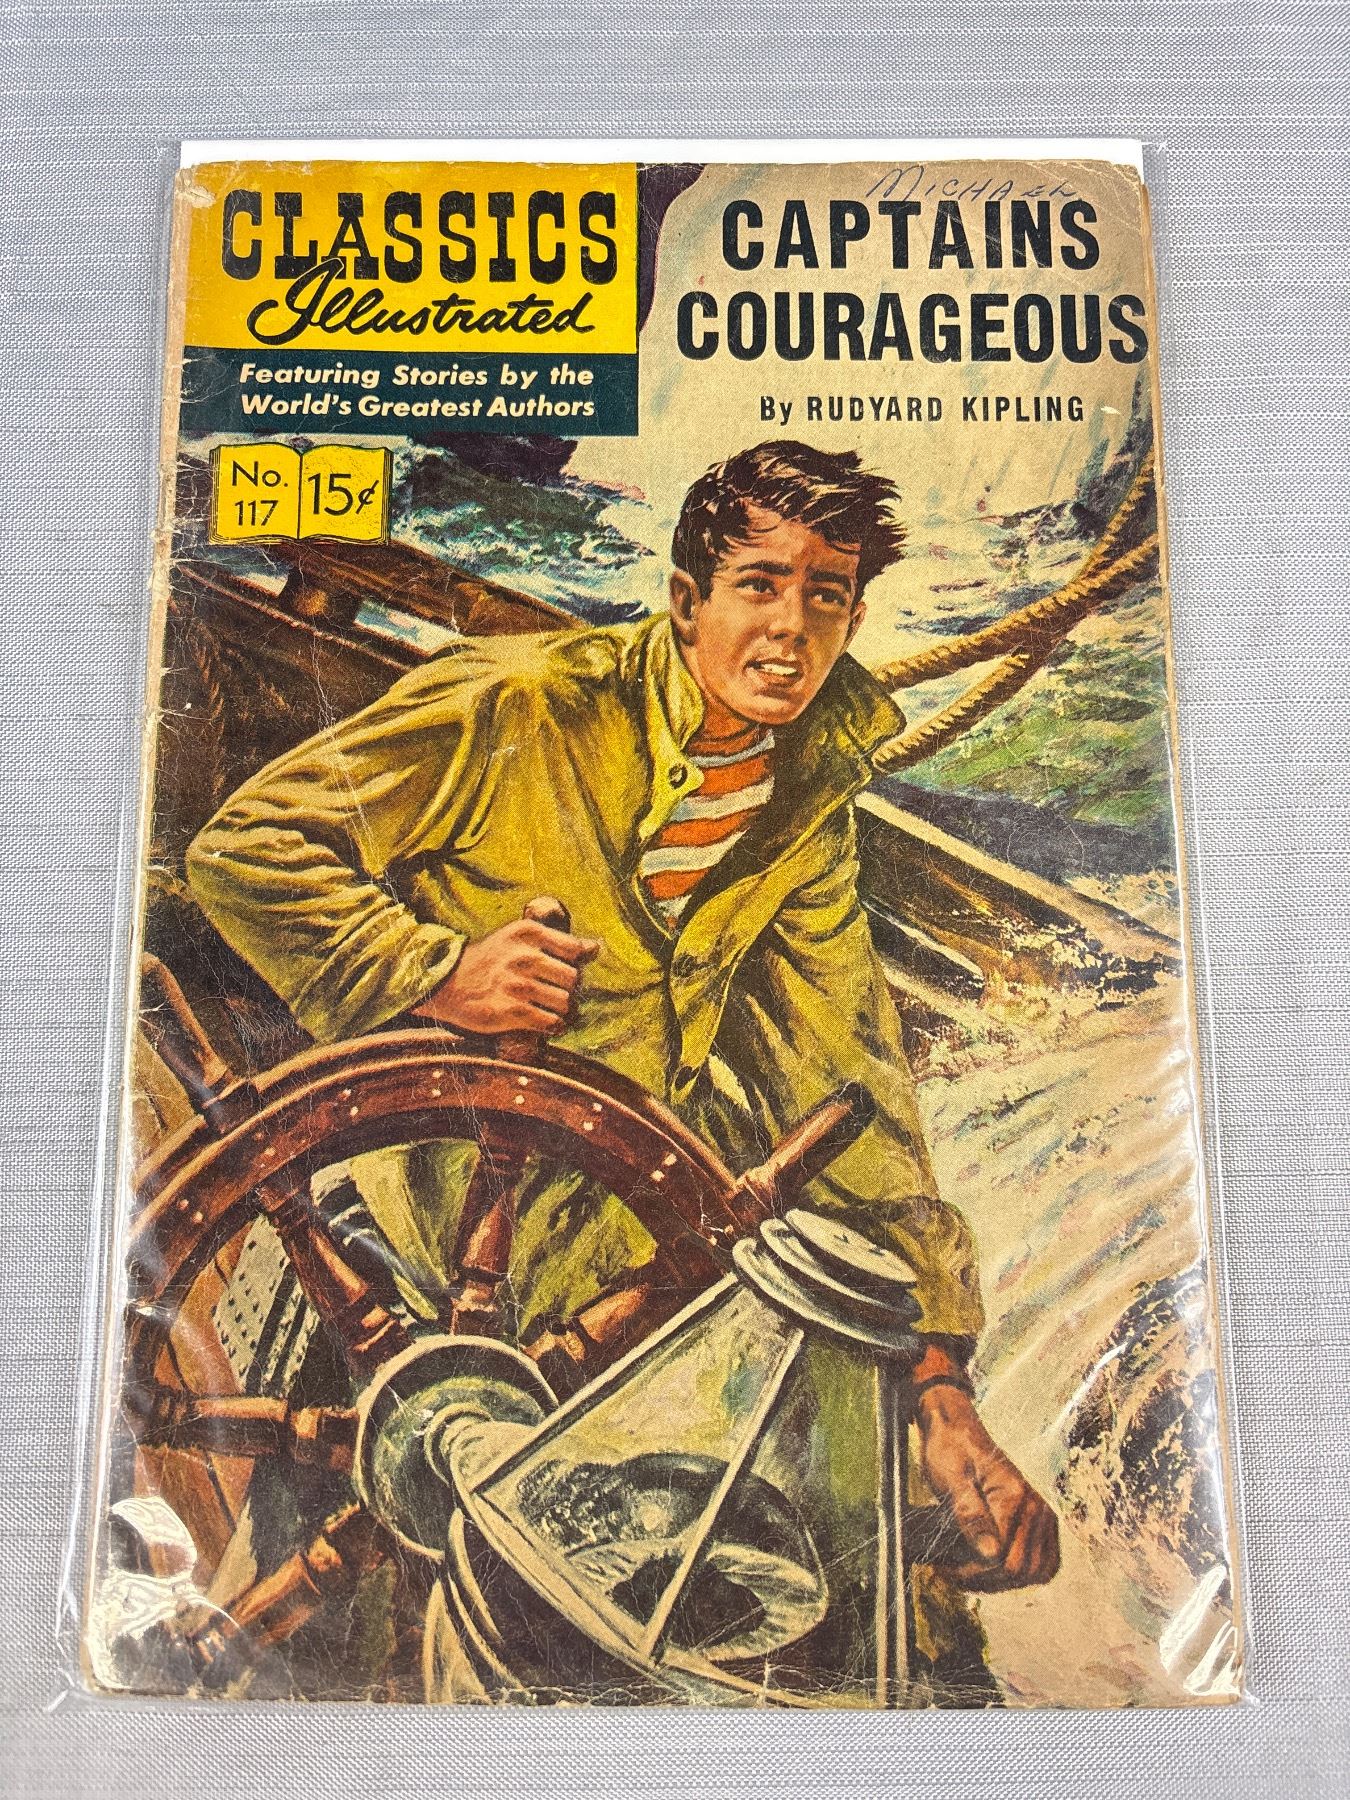 CLASSICS
Illustrated
Featuring Stories by the
World's Greatest Authors
No.
117
15¢
MICHAEL
CAPTAINS
COURAGEOUS
By RUDYARD KIPLING